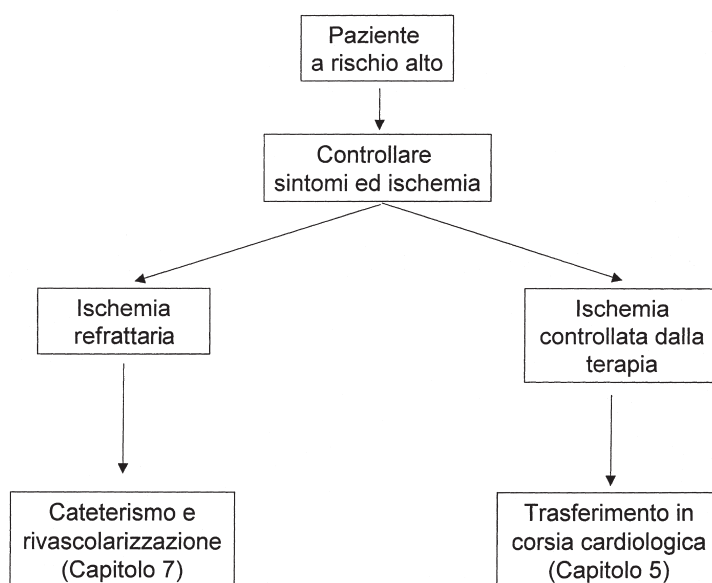 Paziente
a rischio alto
Controllare
sintomi ed ischemia
Ischemia
refrattaria
Ischemia
controllata dalla
terapia
Cateterismo e
rivascolarizzazione
(Capitolo 7)
Trasferimento in
corsia cardiologica
(Capitolo 5)